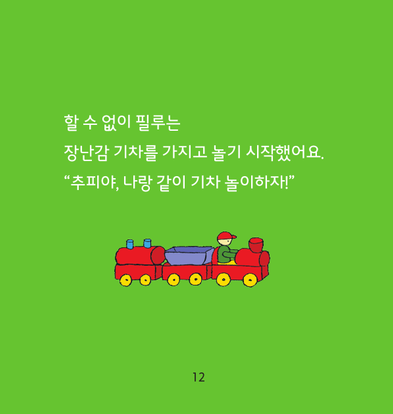 할 수 없이 필루는
장난감 기차를 가지고 놀기 시작했어요.
“추피야, 나랑 같이 기차 놀이하자!”
12